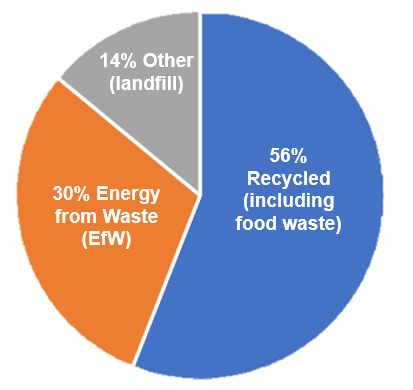 14% Other
(landfill)
56%
Recycled
(including
food waste)
30% Energy
from Waste
(EfW)